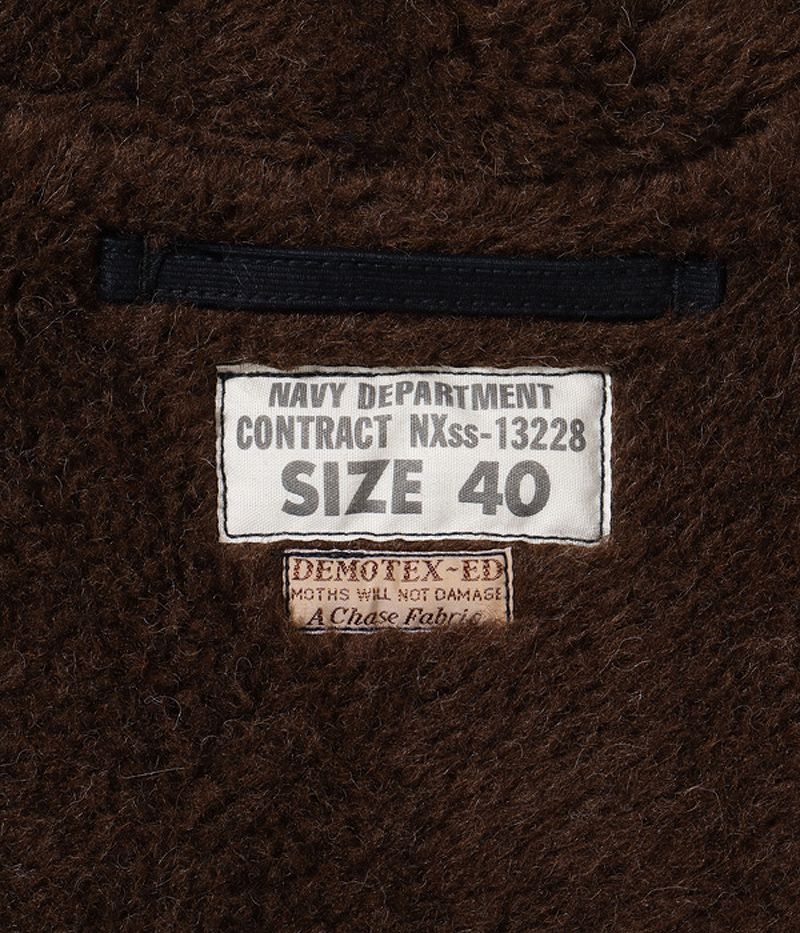 NAVY DEPARTMENT
CONTRACT NXss-13228
SIZE 40
DEMOTEX~ED
MOTHS WILL NOT DAMAGE
A Chase Fabric